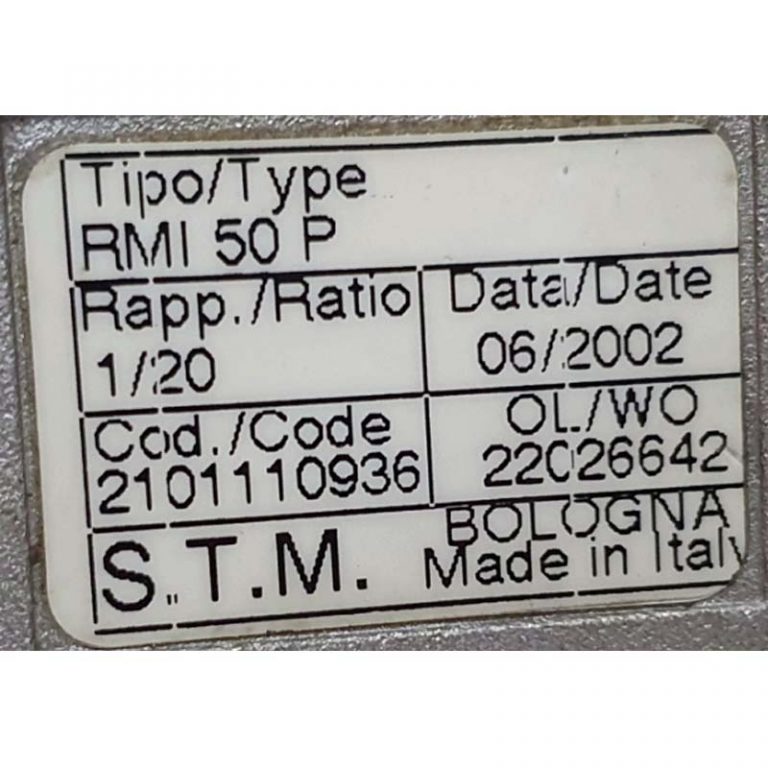 Tipo/Type
RMI 50 P
Rapp./Ratio
1/20
Data/Date
06/2002
Cod./Code
2101110936
OL/WO
22026642
S.T.M.
BOLOGNA
Made in Italy